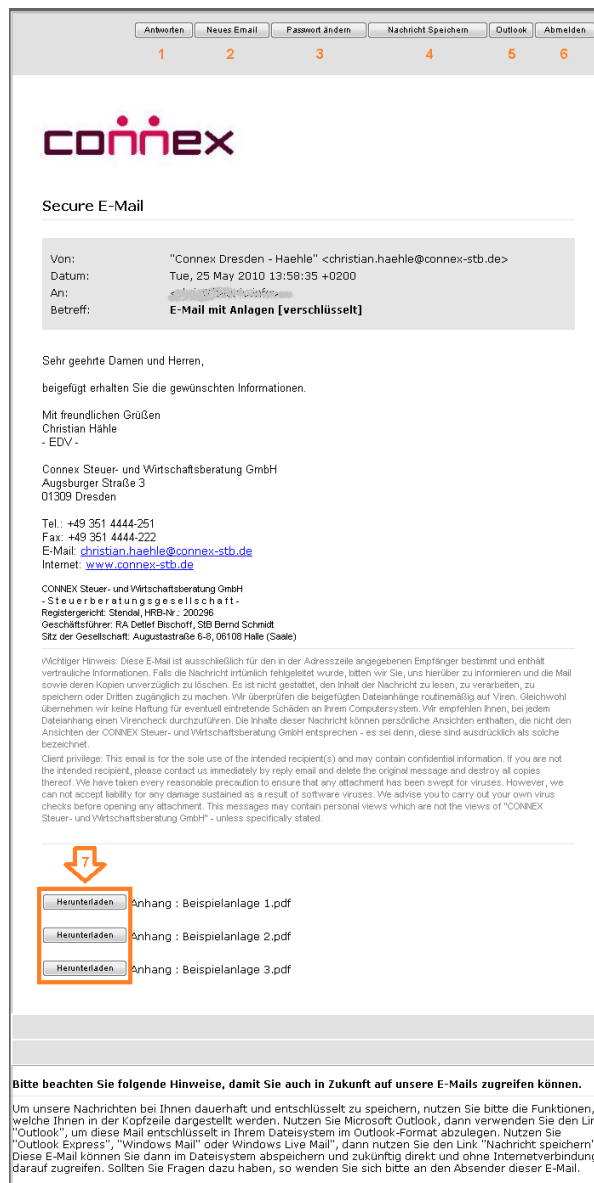 Antworten Neues Email Passwort ändern Nachricht Speichern Outlook Abmelden
1 2 3 4 5 6
connex
Secure E-Mail
Von: "Connex Dresden - Haehle" <christian.haehle@connex-stb.de>
Datum: Tue, 25 May 2010 13:58:35 +0200
An:
Betreff: E-Mail mit Anlagen [verschlüsselt]
Sehr geehrte Damen und Herren,
beigefügt erhalten Sie die gewünschten Informationen.
Mit freundlichen Grüßen
Christian Hähle
- EDV -
Connex Steuer- und Wirtschaftsberatung GmbH
Augsburger Straße 3
01309 Dresden
Tel.: +49 351 4444-251
Fax: +49 351 4444-222
E-Mail: christian.haehle@connex-stb.de
Internet: www.connex-stb.de
CONNEX Steuer- und Wirtschaftsberatung GmbH
- S t e u e r b e r a t u n g s g e s e l l s c h a f t -
Registergericht: Stendal, HRB-Nr.: 200296
Geschäftsführer: RA Detlef Bischoff, StB Bernd Schmidt
Sitz der Gesellschaft: Augustastraße 6-8, 06108 Halle (Saale)
Wichtiger Hinweis: Diese E-Mail ist ausschließlich für den in der Adresszeile angegebenen Empfänger bestimmt und enthält
vertrauliche Informationen. Falls die Nachricht irrtümlich fehlgeleitet wurde, bitten wir Sie, uns hierüber zu informieren und die Mail
sowie deren Kopien unverzüglich zu löschen. Es ist nicht gestattet, den Inhalt der Nachricht zu lesen, zu verarbeiten, zu
speichern oder Dritten zugänglich zu machen. Wir überprüfen die beigefügten Dateianhänge routinemäßig auf Viren. Gleichwohl
übernehmen wir keine Haftung für eventuell eintretende Schäden an Ihrem Computersystem. Wir empfehlen Ihnen, bei jedem
Dateianhang einen Virencheck durchzuführen. Die Inhalte dieser Nachricht können persönliche Ansichten enthalten, die nicht den
Ansichten der CONNEX Steuer- und Wirtschaftsberatung GmbH entsprechen - es sei denn, diese sind ausdrücklich als solche
bezeichnet.
Client privilege: This email is for the sole use of the intended recipient(s) and may contain confidential information. If you are not
the intended recipient, please contact us immediately by reply email and delete the original message and destroy all copies
thereof. We have taken every reasonable precaution to ensure that any attachment has been swept for viruses. However, we
can not accept liability for any damage sustained as a result of software viruses. We advise you to carry out your own virus
checks before opening any attachment. This messages may contain personal views which are not the views of "CONNEX
Steuer- und Wirtschaftsberatung GmbH" - unless specifically stated.
7
Herunterladen Anhang : Beispielanlage 1.pdf
Herunterladen Anhang : Beispielanlage 2.pdf
Herunterladen Anhang : Beispielanlage 3.pdf
Bitte beachten Sie folgende Hinweise, damit Sie auch in Zukunft auf unsere E-Mails zugreifen können.
Um unsere Nachrichten bei Ihnen dauerhaft und entschlüsselt zu speichern, nutzen Sie bitte die Funktionen,
welche Ihnen in der Kopfzeile dargestellt werden. Nutzen Sie Microsoft Outlook, dann verwenden Sie den
"Outlook", um diese Mail entschlüsselt in Ihrem Dateisystem im Outlook-Format abzulegen. Nutzen Sie
"Outlook Express", "Windows Mail" oder Windows Live Mail", dann nutzen Sie den Link "Nachricht speichern"
Diese E-Mail können Sie dann im Dateisystem abspeichern und zukünftig direkt und ohne Internetverbindung
darauf zugreifen. Sollten Sie Fragen dazu haben, so wenden Sie sich bitte an den Absender dieser E-Mail.